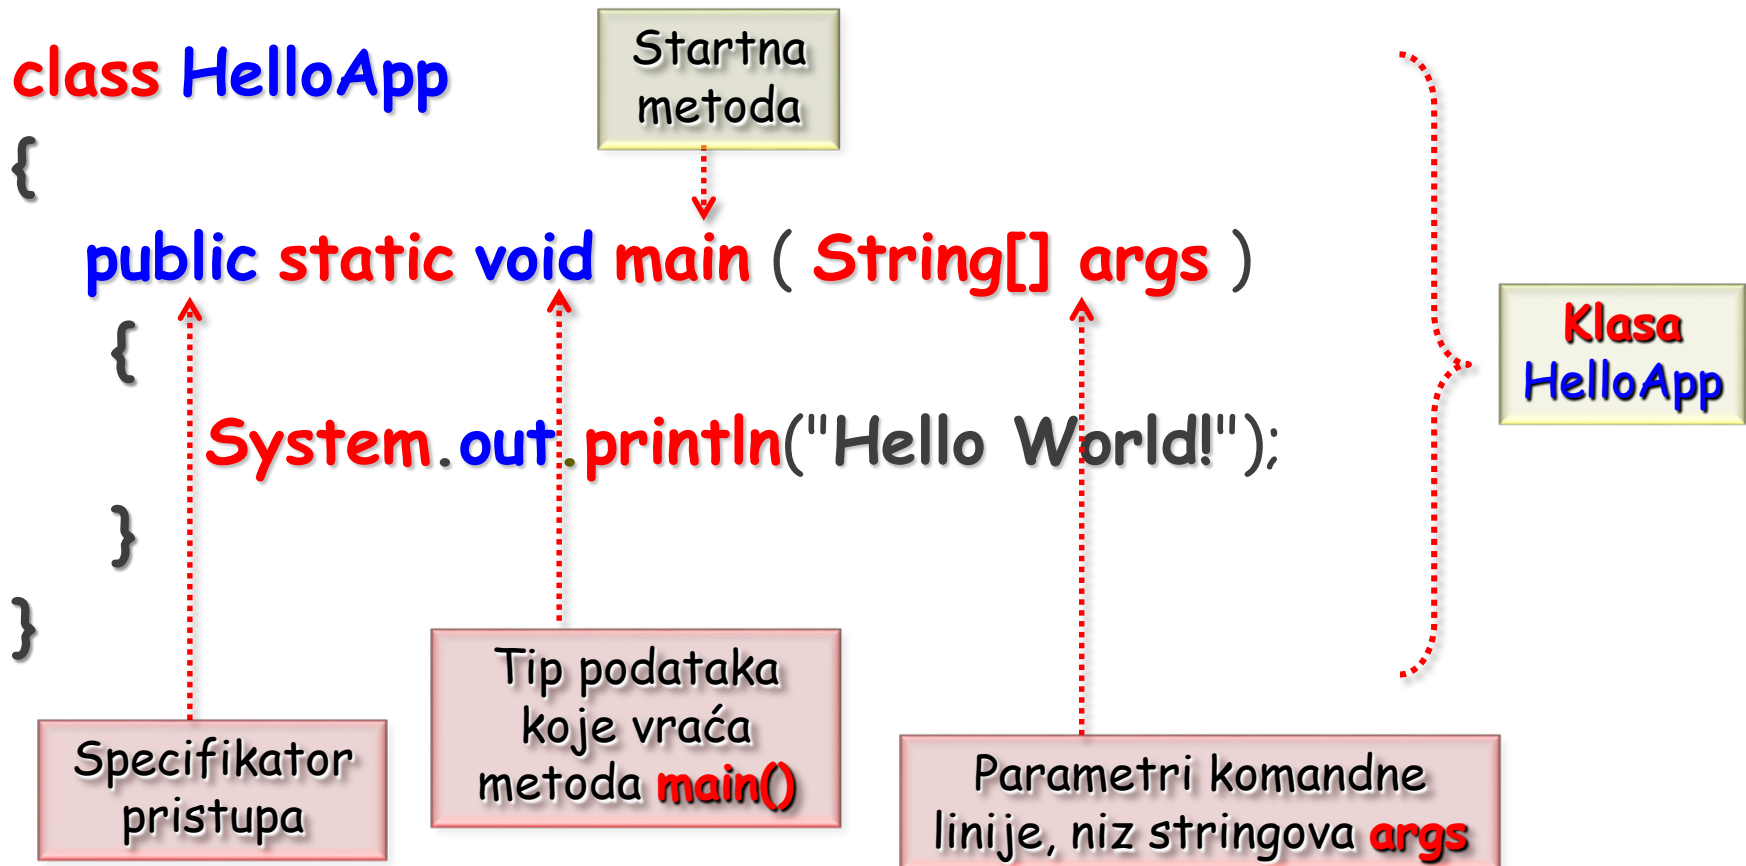 class HelloApp
{
public static void main ( String[] args )
{
System.out.println("Hello World!");
}
}
Startna
metoda
Klasa
HelloApp
Specifikator
pristupa
Tip podataka
koje vraća
metoda main()
Parametri komandne
linije, niz stringova args